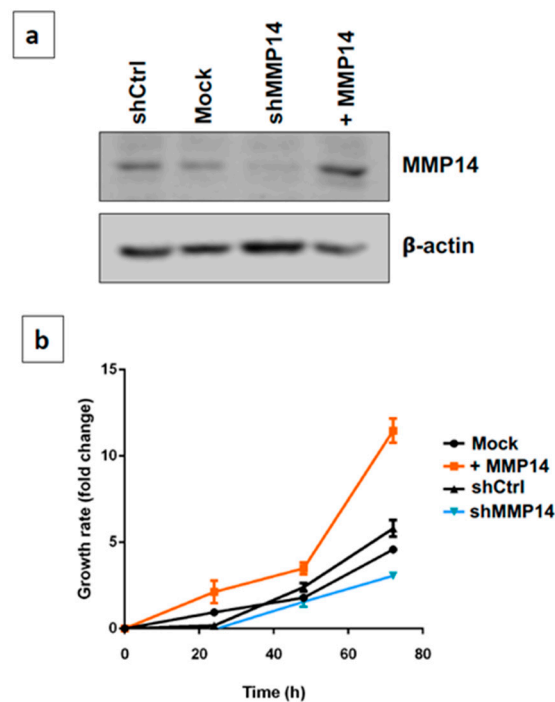 a
shCtrl
Mock
shMMP14
+ MMP14
MMP14
β-actin
b
Growth rate (fold change)
15
10
5
0
0
20
40
60
80
Time (h)
Mock
+ MMP14
shCtrl
shMMP14